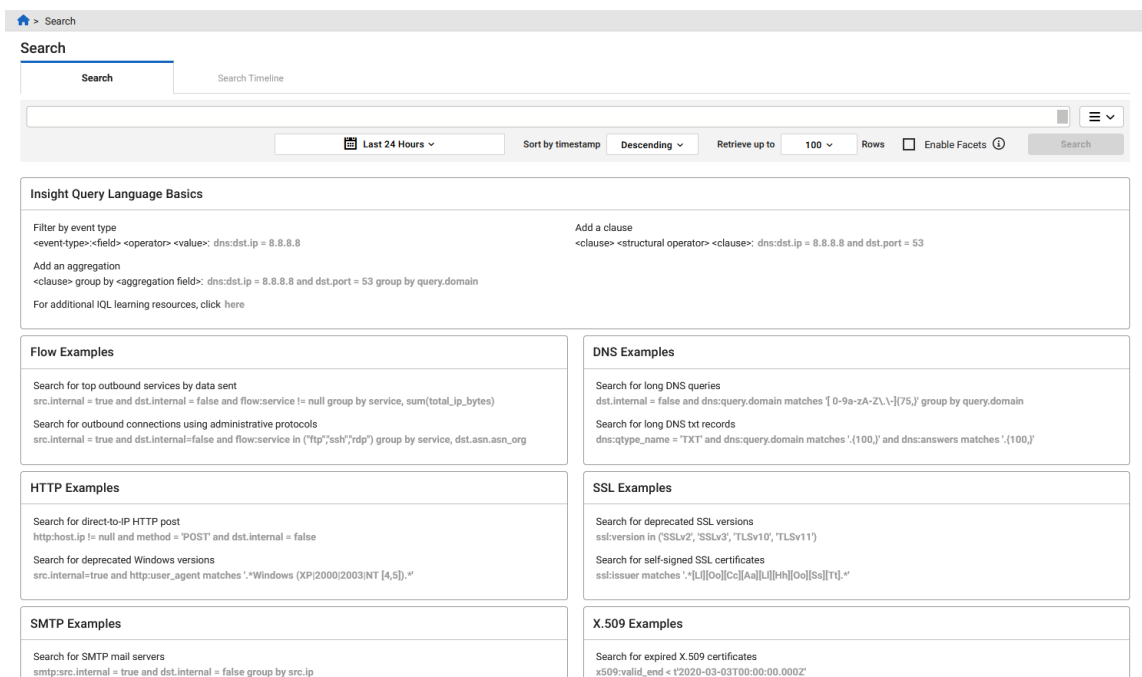 > Search
Search
Search Search Timeline
Last 24 Hours Sort by timestamp Descending Retrieve up to 100 Rows Enable Facets Search
Insight Query Language Basics
Filter by event type
<event-type>:<field> <operator> <value>: dns:dst.ip = 8.8.8.8
Add a clause
<clause> <structural operator> <clause>: dns:dst.ip = 8.8.8.8 and dst.port = 53
Add an aggregation
<clause> group by <aggregation field>: dns:dst.ip = 8.8.8.8 and dst.port = 53 group by query.domain
For additional IQL learning resources, click here
Flow Examples
Search for top outbound services by data sent
src.internal = true and dst.internal = false and flow:service != null group by service, sum(total_ip_bytes)
Search for outbound connections using administrative protocols
src.internal = true and dst.internal=false and flow:service in ("ftp","ssh","rdp") group by service, dst.asn.asn_org
DNS Examples
Search for long DNS queries
dst.internal = false and dns:query.domain matches '[ 0-9a-zA-Z\.\-]{75,}' group by query.domain
Search for long DNS txt records
dns:qtype_name = 'TXT' and dns:query.domain matches '.{100,}' and dns:answers matches '.{100,}'
HTTP Examples
Search for direct-to-IP HTTP post
http:host.ip != null and method = 'POST' and dst.internal = false
Search for deprecated Windows versions
src.internal=true and http:user_agent matches '.*Windows (XP|2000|2003|NT [4,5]).*'
SSL Examples
Search for deprecated SSL versions
ssl:version in ('SSLv2', 'SSLv3', 'TLSv10', 'TLSv11')
Search for self-signed SSL certificates
ssl:issuer matches '.*[Ll][Oo][Cc][Aa][Ll][Hh][Oo][Ss][Tt].*'
SMTP Examples
Search for SMTP mail servers
smtp:src.internal = true and dst.internal = false group by src.ip
X.509 Examples
Search for expired X.509 certificates
x509:valid_end < t'2020-03-03T00:00:00.000Z'